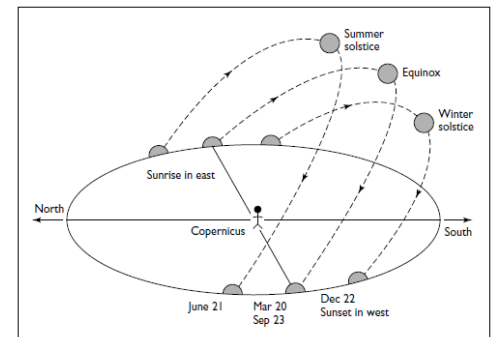 Summer
solstice
Equinox
Winter
solstice
Sunrise in east
North
Copernicus
South
June 21
Mar 20
Sep 23
Dec 22
Sunset in west